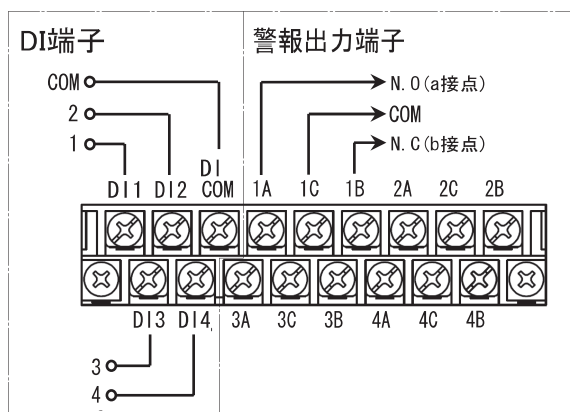 DI端子
警報出力端子
COM
N.O(a接点)
2
COM
1
N.C(b接点)
DI1 DI2 DI COM 1A 1C 1B 2A 2C 2B
DI3 DI4 3A 3C 3B 4A 4C 4B
3
4